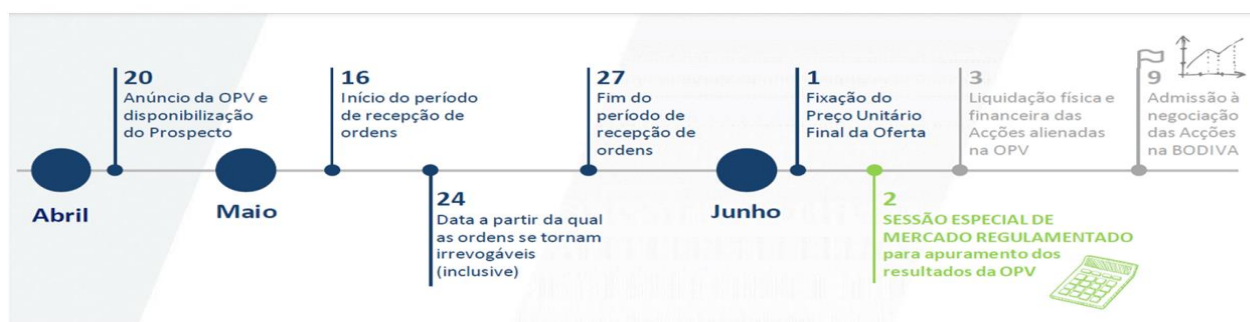 20
Anúncio da OPV e
disponibilização
do Prospecto
16
Início do período
de recepção de
ordens
27
Fim do
período de
recepção de
ordens
1
Fixação do
Preço Unitário
Final da Oferta
3
Liquidação física e
financeira das
Acções alienadas
na OPV
9
Admissão à
negociação
das Acções
na BODIVA
Abril
Maio
Junho
24
Data a partir da qual
as ordens se tornam
irrevogáveis
(inclusive)
2
SESSÃO ESPECIAL DE
MERCADO REGULAMENTADO
para apuramento dos
resultados da OPV